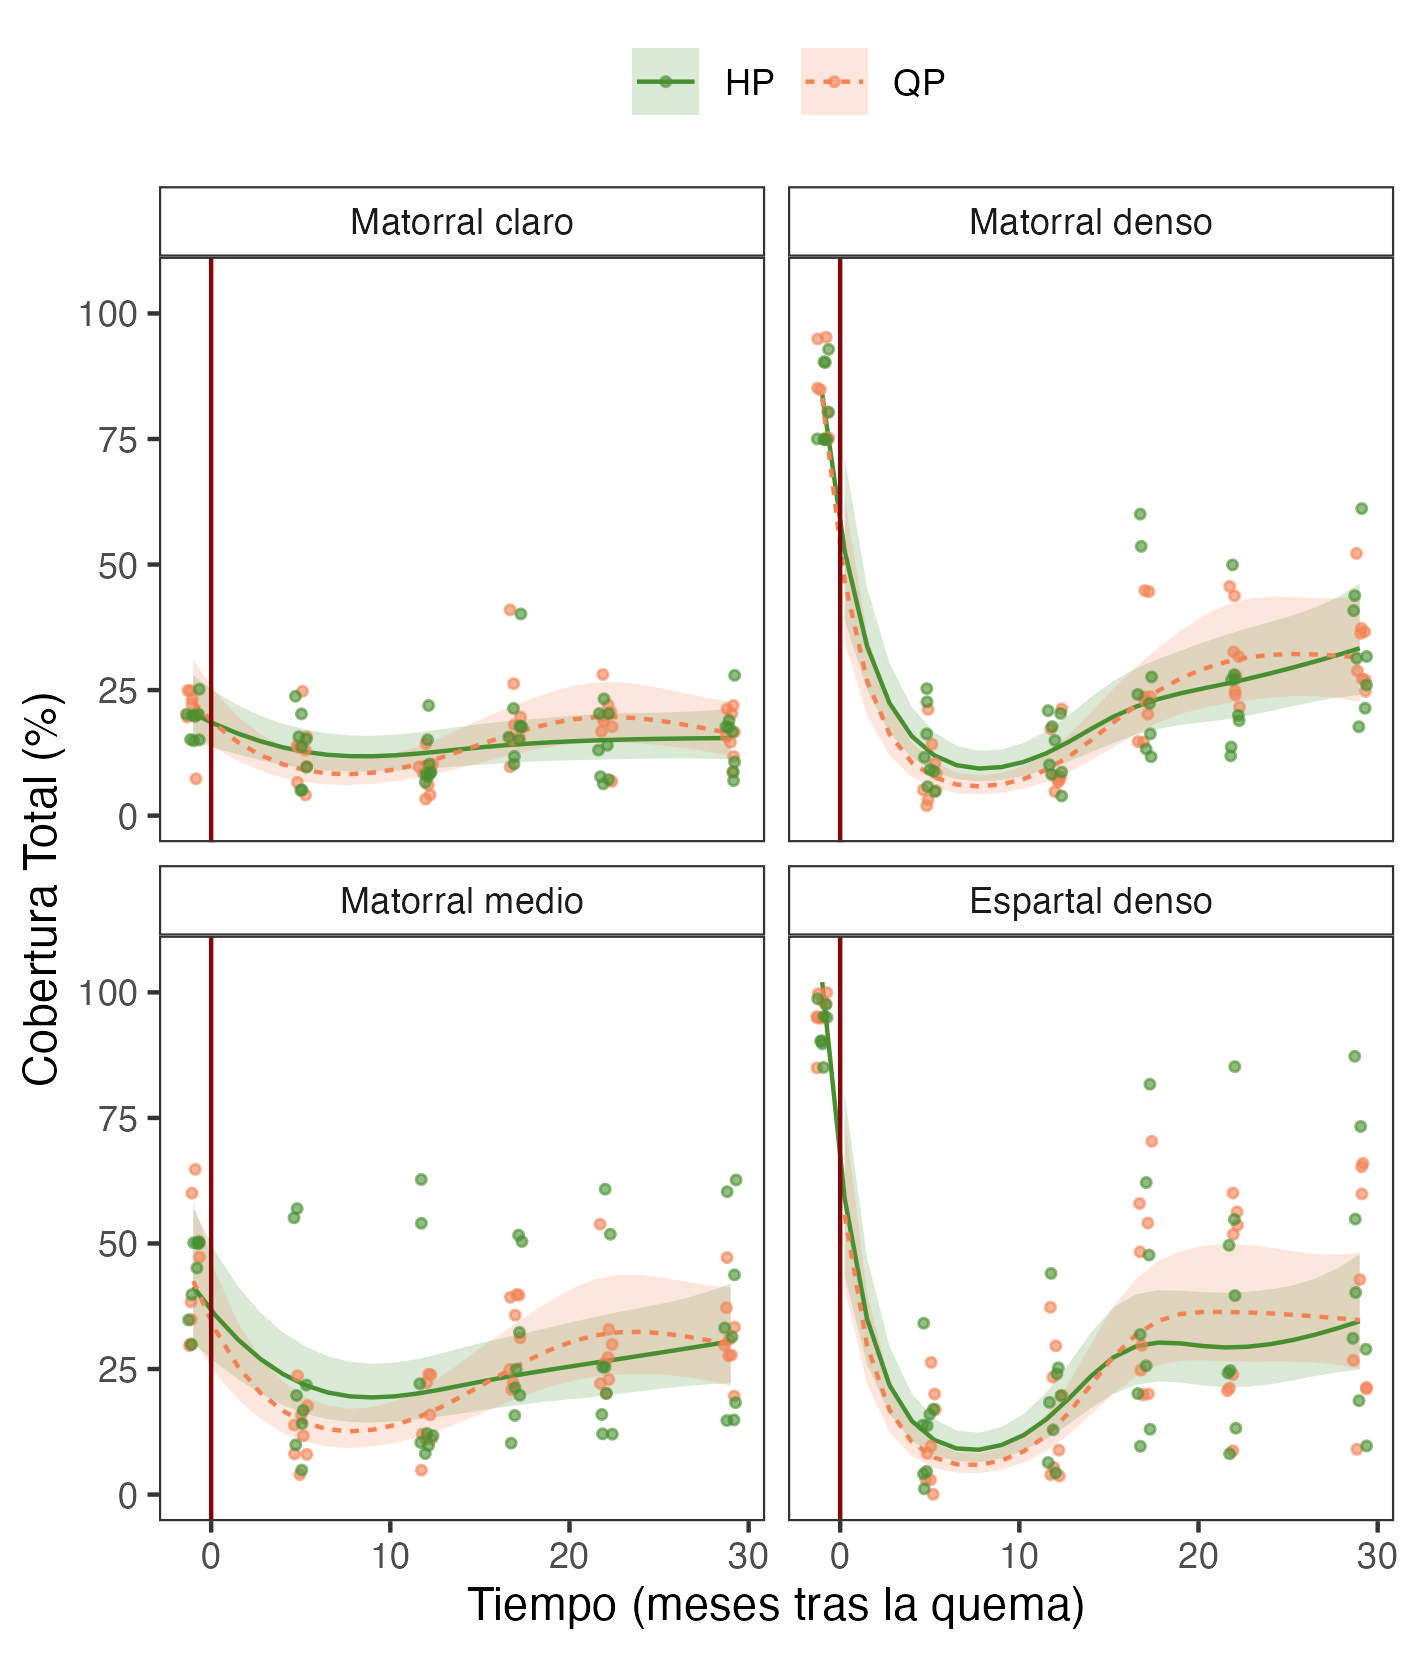 HP QP
Matorral claro
Matorral denso
100
75
50
25
0
Matorral medio
Espartal denso
100
75
50
25
0
0 10 20 30
0 10 20 30
Cobertura Total (%)
Tiempo (meses tras la quema)